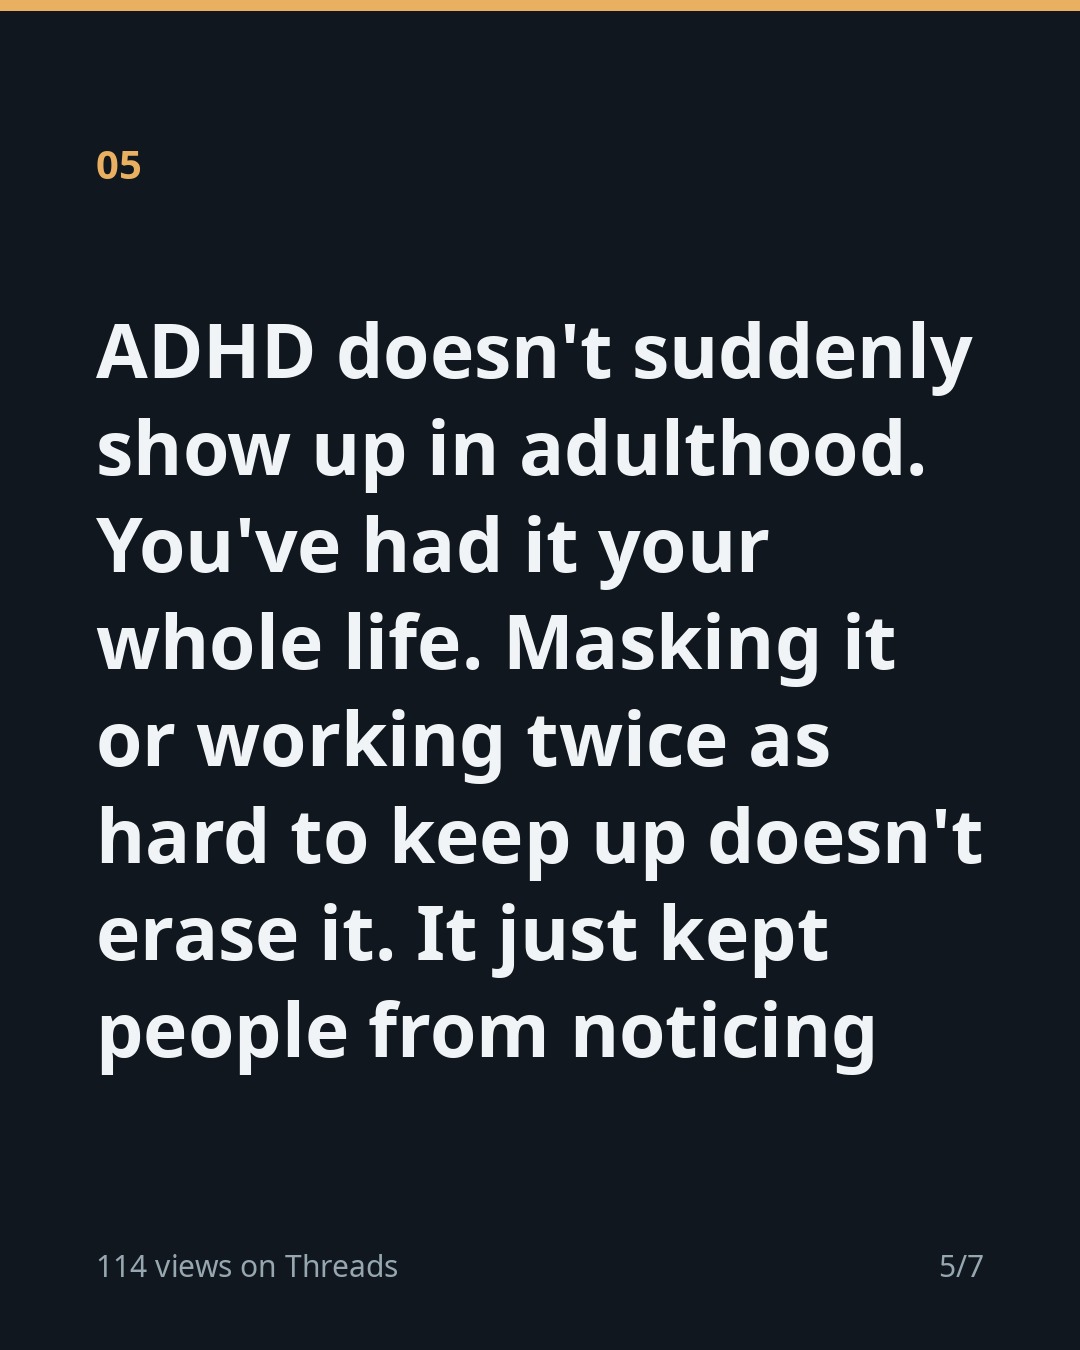 05
ADHD doesn't suddenly
show up in adulthood.
You've had it your
whole life. Masking it
or working twice as
hard to keep up doesn't
erase it. It just kept
people from noticing
114 views on Threads
5/7